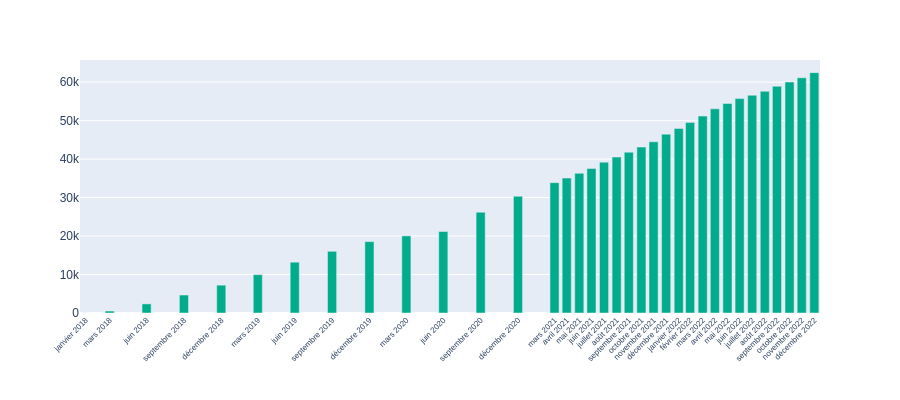 60k
50k
40k
30k
20k
10k
0
janvier 2018
mars 2018
juin 2018
septembre 2018
décembre 2018
mars 2019
juin 2019
septembre 2019
décembre 2019
mars 2020
juin 2020
septembre 2020
décembre 2020
mars 2021
avril 2021
mai 2021
juin 2021
juillet 2021
août 2021
septembre 2021
octobre 2021
novembre 2021
décembre 2021
janvier 2022
février 2022
mars 2022
avril 2022
mai 2022
juin 2022
juillet 2022
août 2022
septembre 2022
octobre 2022
novembre 2022
décembre 2022